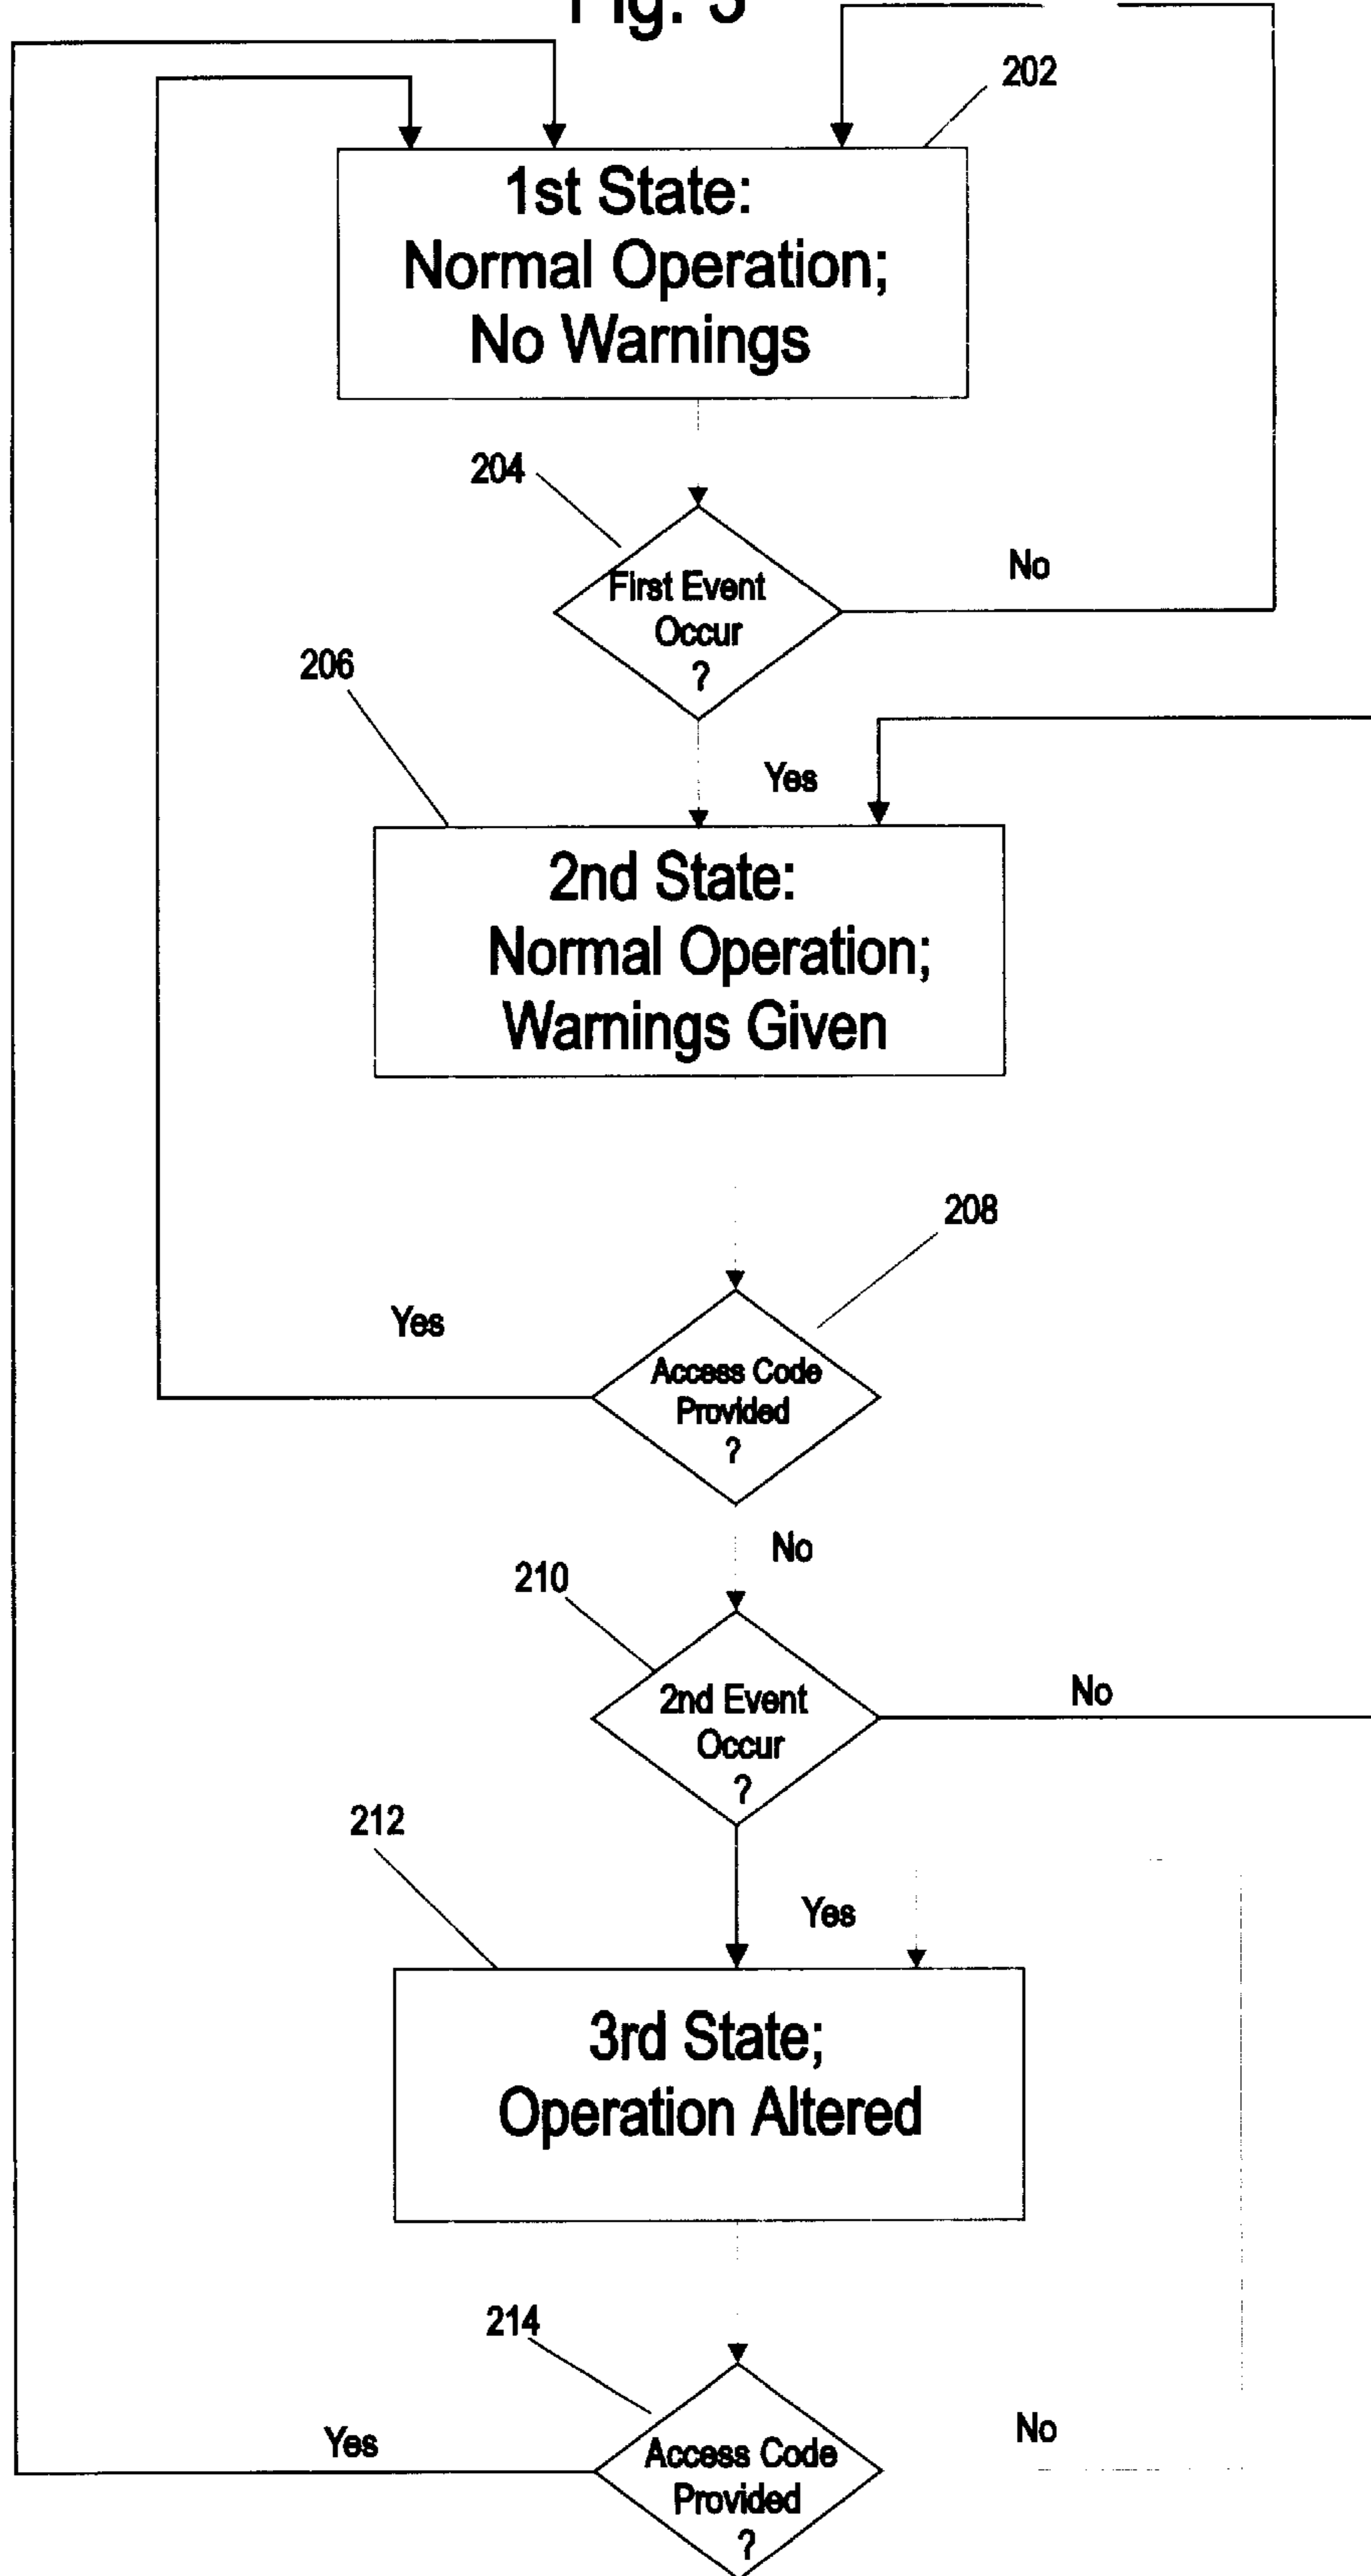 Fig. 3
202
1st State:
Normal Operation;
No Warnings
204
First Event
Occur
?
No
206
Yes
2nd State:
Normal Operation;
Warnings Given
208
Yes
Access Code
Provided
?
No
210
2nd Event
Occur
?
No
212
Yes
3rd State;
Operation Altered
214
Yes
Access Code
Provided
?
No